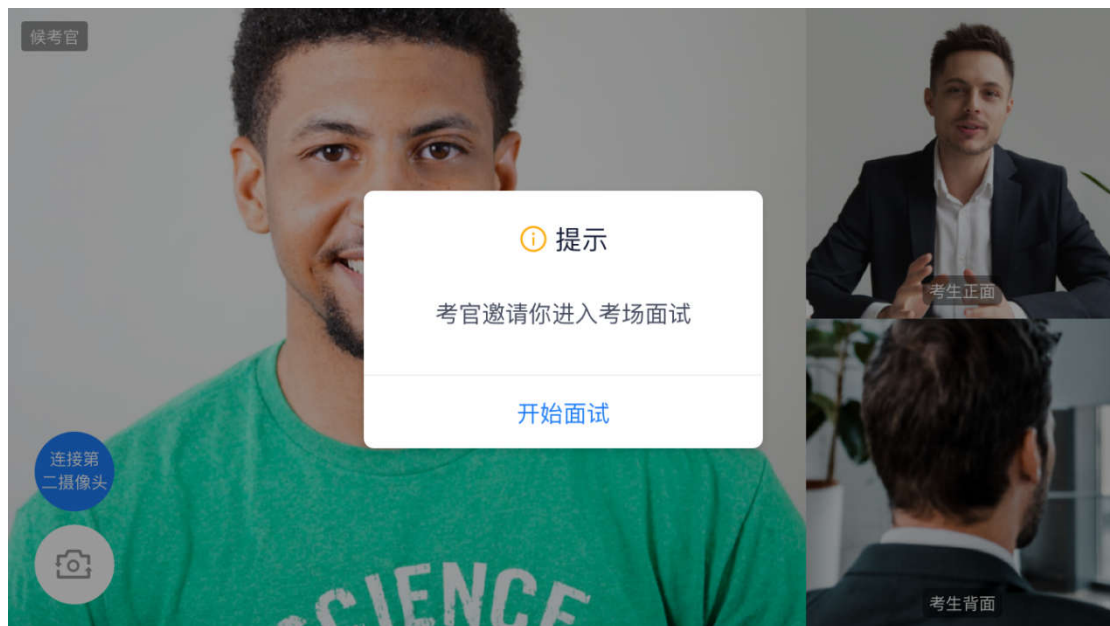 候考官
提示
考官邀请你进入考场面试
开始面试
考生正面
连接第
二摄像头
SCIENCE
考生背面